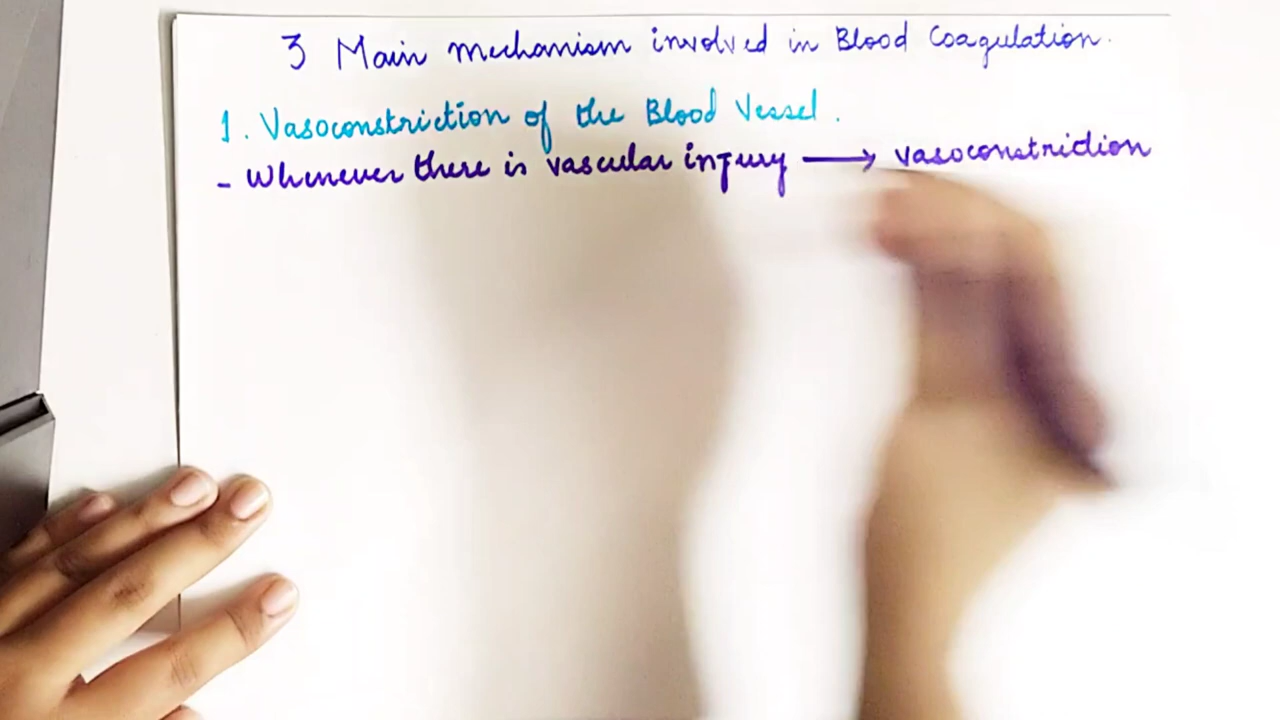 3 Main mechanism involved in Blood Coagulation.
1. Vasoconstriction of the Blood Vessel.
- Whenever there is vascular injury → vasoconstriction